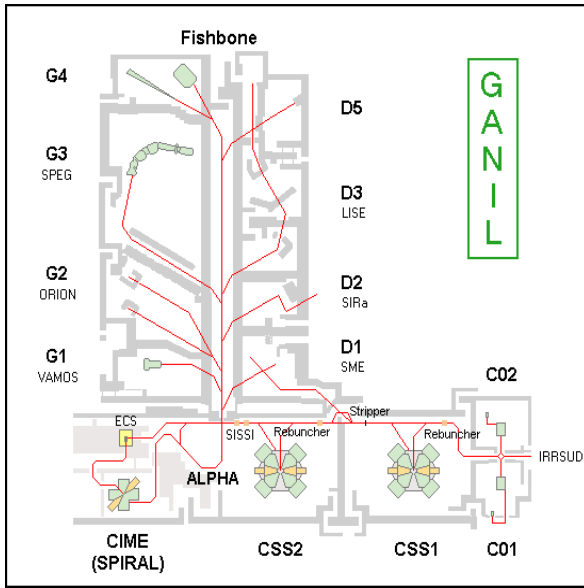 Fishbone
G4
D5
G3
SPEG
D3
LISE
G2
ORION
D2
SIRa
G1
VAMOS
D1
SME
GANIL
C02
Stripper
ECS
SISSI
Rebuncher
Rebuncher
IRRSUD
ALPHA
CIME
(SPIRAL)
CSS2
CSS1
C01